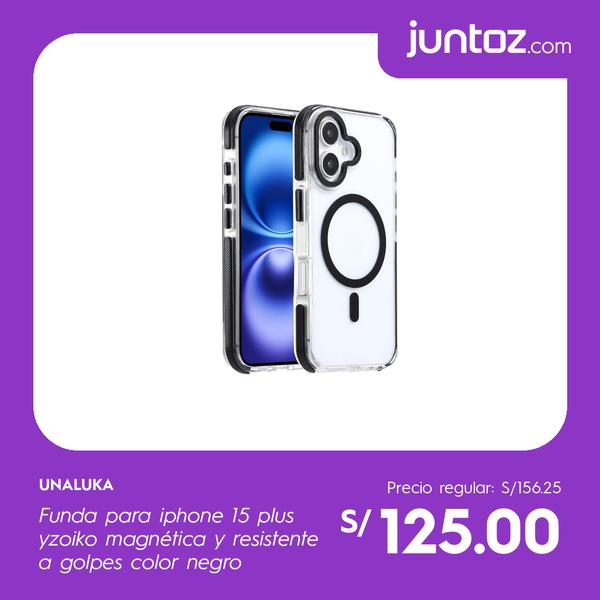 juntoz.com
UNALUKA
Funda para iphone 15 plus
yzoiko magnética y resistente
a golpes color negro
Precio regular: S/156.25
S/125.00